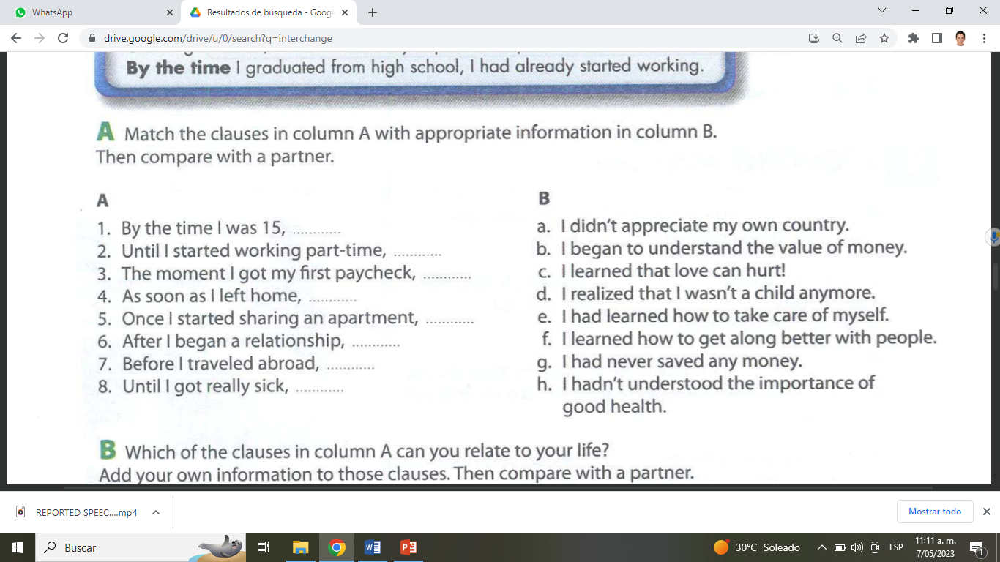 WhatsApp
Resultados de búsqueda - Googl
drive.google.com/drive/u/0/search?q=interchange
By the time I graduated from high school, I had already started working.
A Match the clauses in column A with appropriate information in column B.
Then compare with a partner.
A
1. By the time I was 15, ............
2. Until I started working part-time, ............
3. The moment I got my first paycheck, ............
4. As soon as I left home, ............
5. Once I started sharing an apartment, ............
6. After I began a relationship, ............
7. Before I traveled abroad, ............
8. Until I got really sick, ............
B
a. I didn't appreciate my own country.
b. I began to understand the value of money.
c. I learned that love can hurt!
d. I realized that I wasn't a child anymore.
e. I had learned how to take care of myself.
f. I learned how to get along better with people.
g. I had never saved any money.
h. I hadn't understood the importance of
good health.
B Which of the clauses in column A can you relate to your life?
Add your own information to those clauses. Then compare with a partner.
REPORTED SPEEC....mp4
Mostrar todo
Buscar
30°C Soleado
ESP
11:11 a. m.
7/05/2023
1